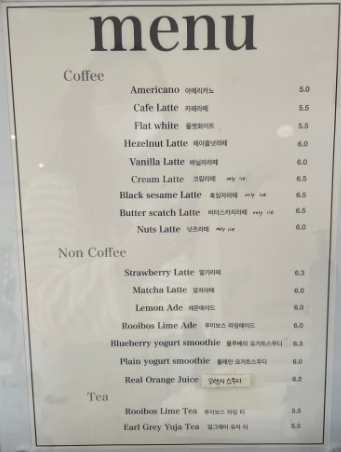 menu
Coffee
Americano 아메리카노 5.0
Cafe Latte 카페라떼 5.5
Flat white 플랫화이트 5.5
Hezelnut Latte 헤이즐넛라떼 6.0
Vanilla Latte 바닐라라떼 6.0
Cream Latte 크림라떼 only ice 6.5
Black sesame Latte 흑임자라떼 only ice 6.5
Butter scatch Latte 버터스카치라떼 only ice 6.5
Nuts Latte 넛츠라떼 only ice 6.0
Non Coffee
Strawberry Latte 딸기라떼 6.3
Matcha Latte 말차라떼 6.0
Lemon Ade 레몬에이드 6.0
Rooibos Lime Ade 루이보스 라임에이드 6.0
Blueberry yogurt smoothie 블루베리 요거트스무디 6.3
Plain yogurt smoothie 플레인 요거트스무디 6.0
Real Orange Juice 6.2
Tea
Rooibos Lime Tea 루이보스 라임 티 5.5
Earl Grey Yuja Tea 얼그레이 유자 티 5.5